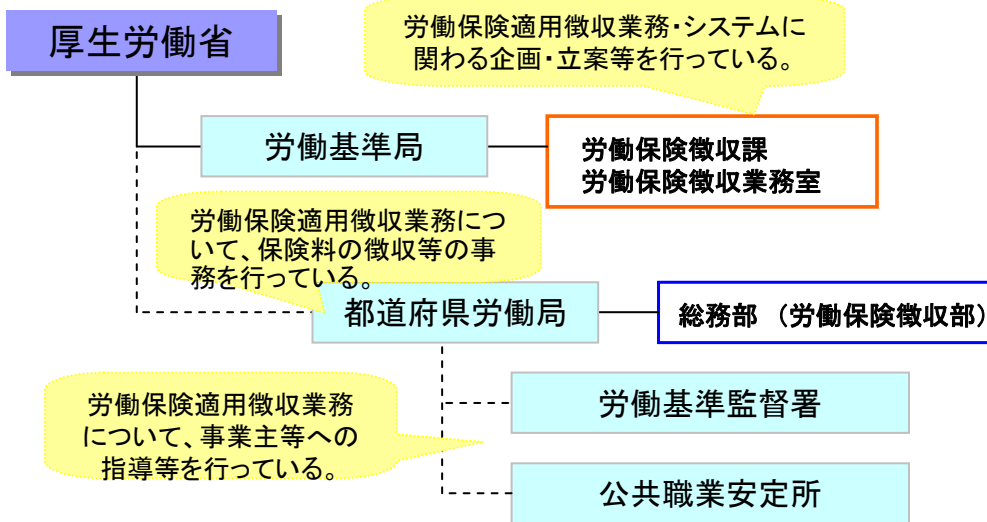 厚生労働省
労働保険適用徴収業務・システムに
関わる企画・立案等を行っている。
労働基準局
労働保険徴収課
労働保険徴収業務室
労働保険適用徴収業務につ
いて、保険料の徴収等の事
務を行っている。
都道府県労働局
総務部 （労働保険徴収部）
労働保険適用徴収業務
について、事業主等への
指導等を行っている。
労働基準監督署
公共職業安定所